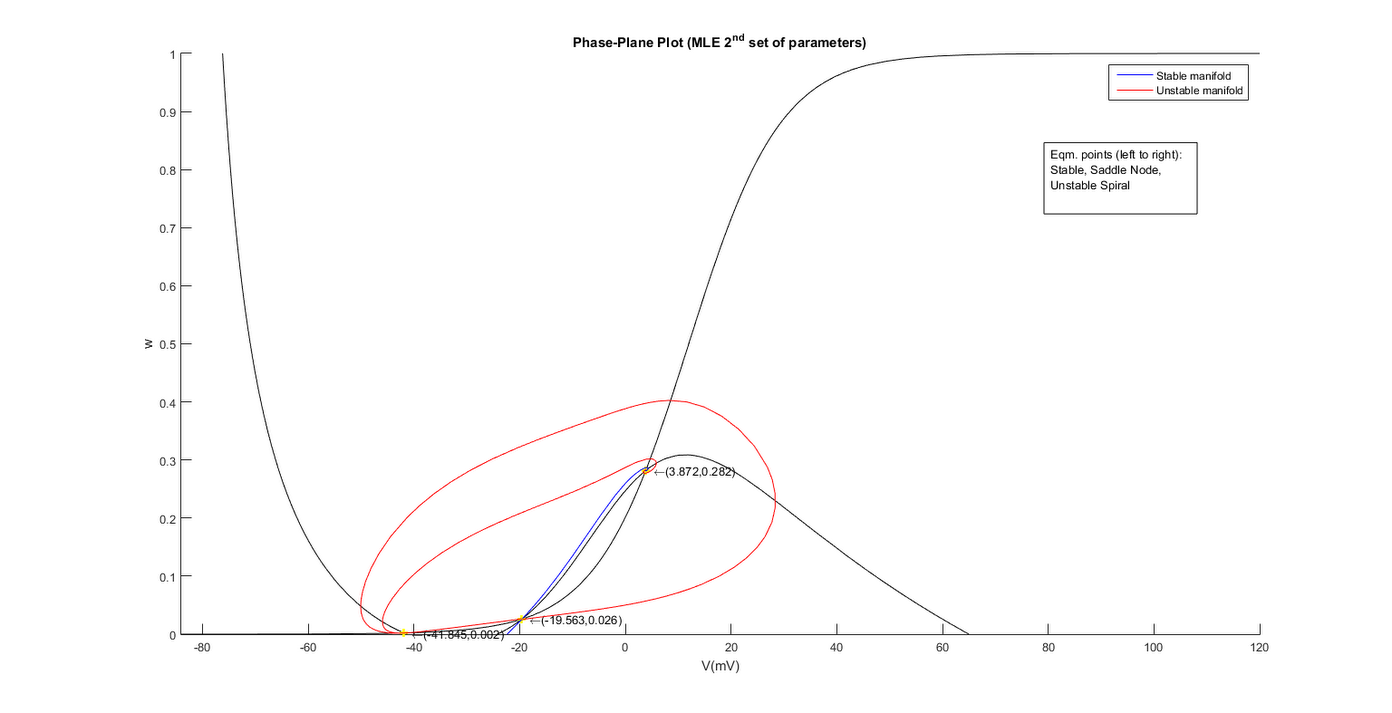 Phase-Plane Plot (MLE 2nd set of parameters)
1
0.9
0.8
0.7
0.6
0.5
0.4
0.3
0.2
0.1
0
w
Stable manifold
Unstable manifold
Eqm. points (left to right):
Stable, Saddle Node,
Unstable Spiral
←(3.872,0.282)
←(-19.563,0.026)
←(-41.845,0.002)
-80 -60 -40 -20 0 20 40 60 80 100 120
V(mV)